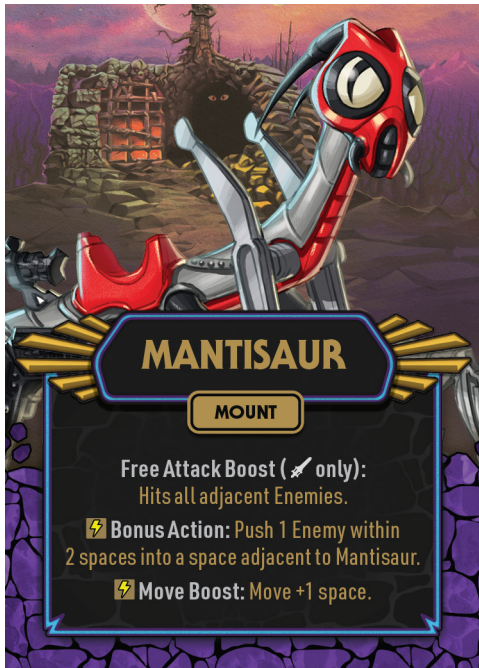 MANTISAUR
MOUNT
Free Attack Boost ( only):
Hits all adjacent Enemies.
Bonus Action: Push 1 Enemy within
2 spaces into a space adjacent to Mantisaur.
Move Boost: Move +1 space.